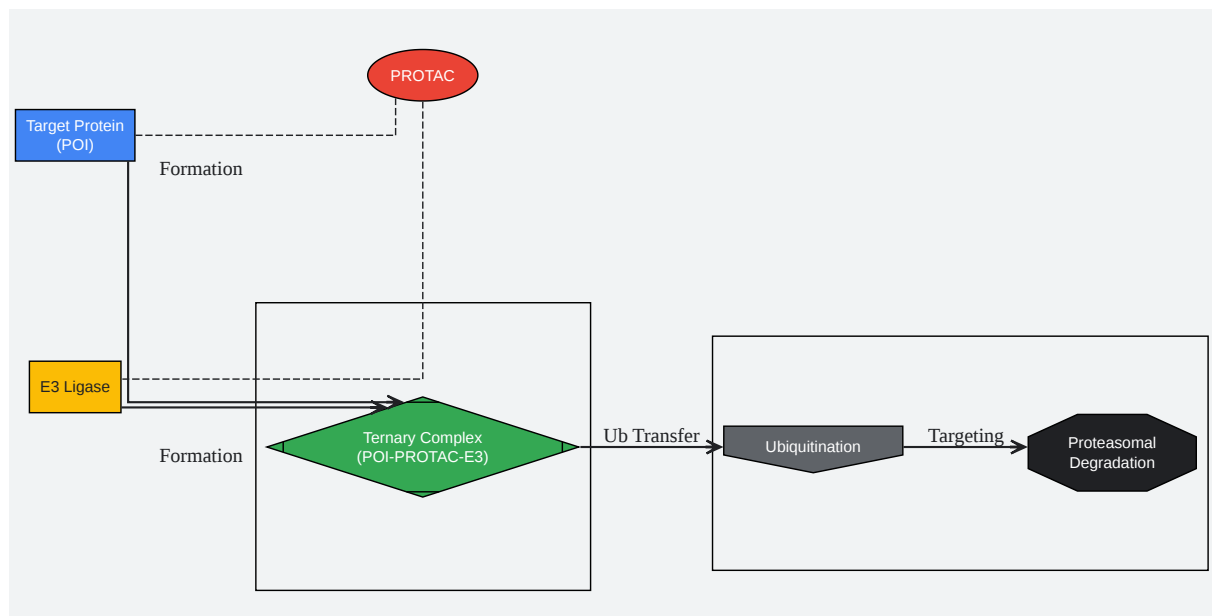 PROTAC
Target Protein
(POI)
Formation
E3 Ligase
Formation
Ternary Complex
(POI-PROTAC-E3)
Ub Transfer
Ubiquitination
Targeting
Proteasomal
Degradation